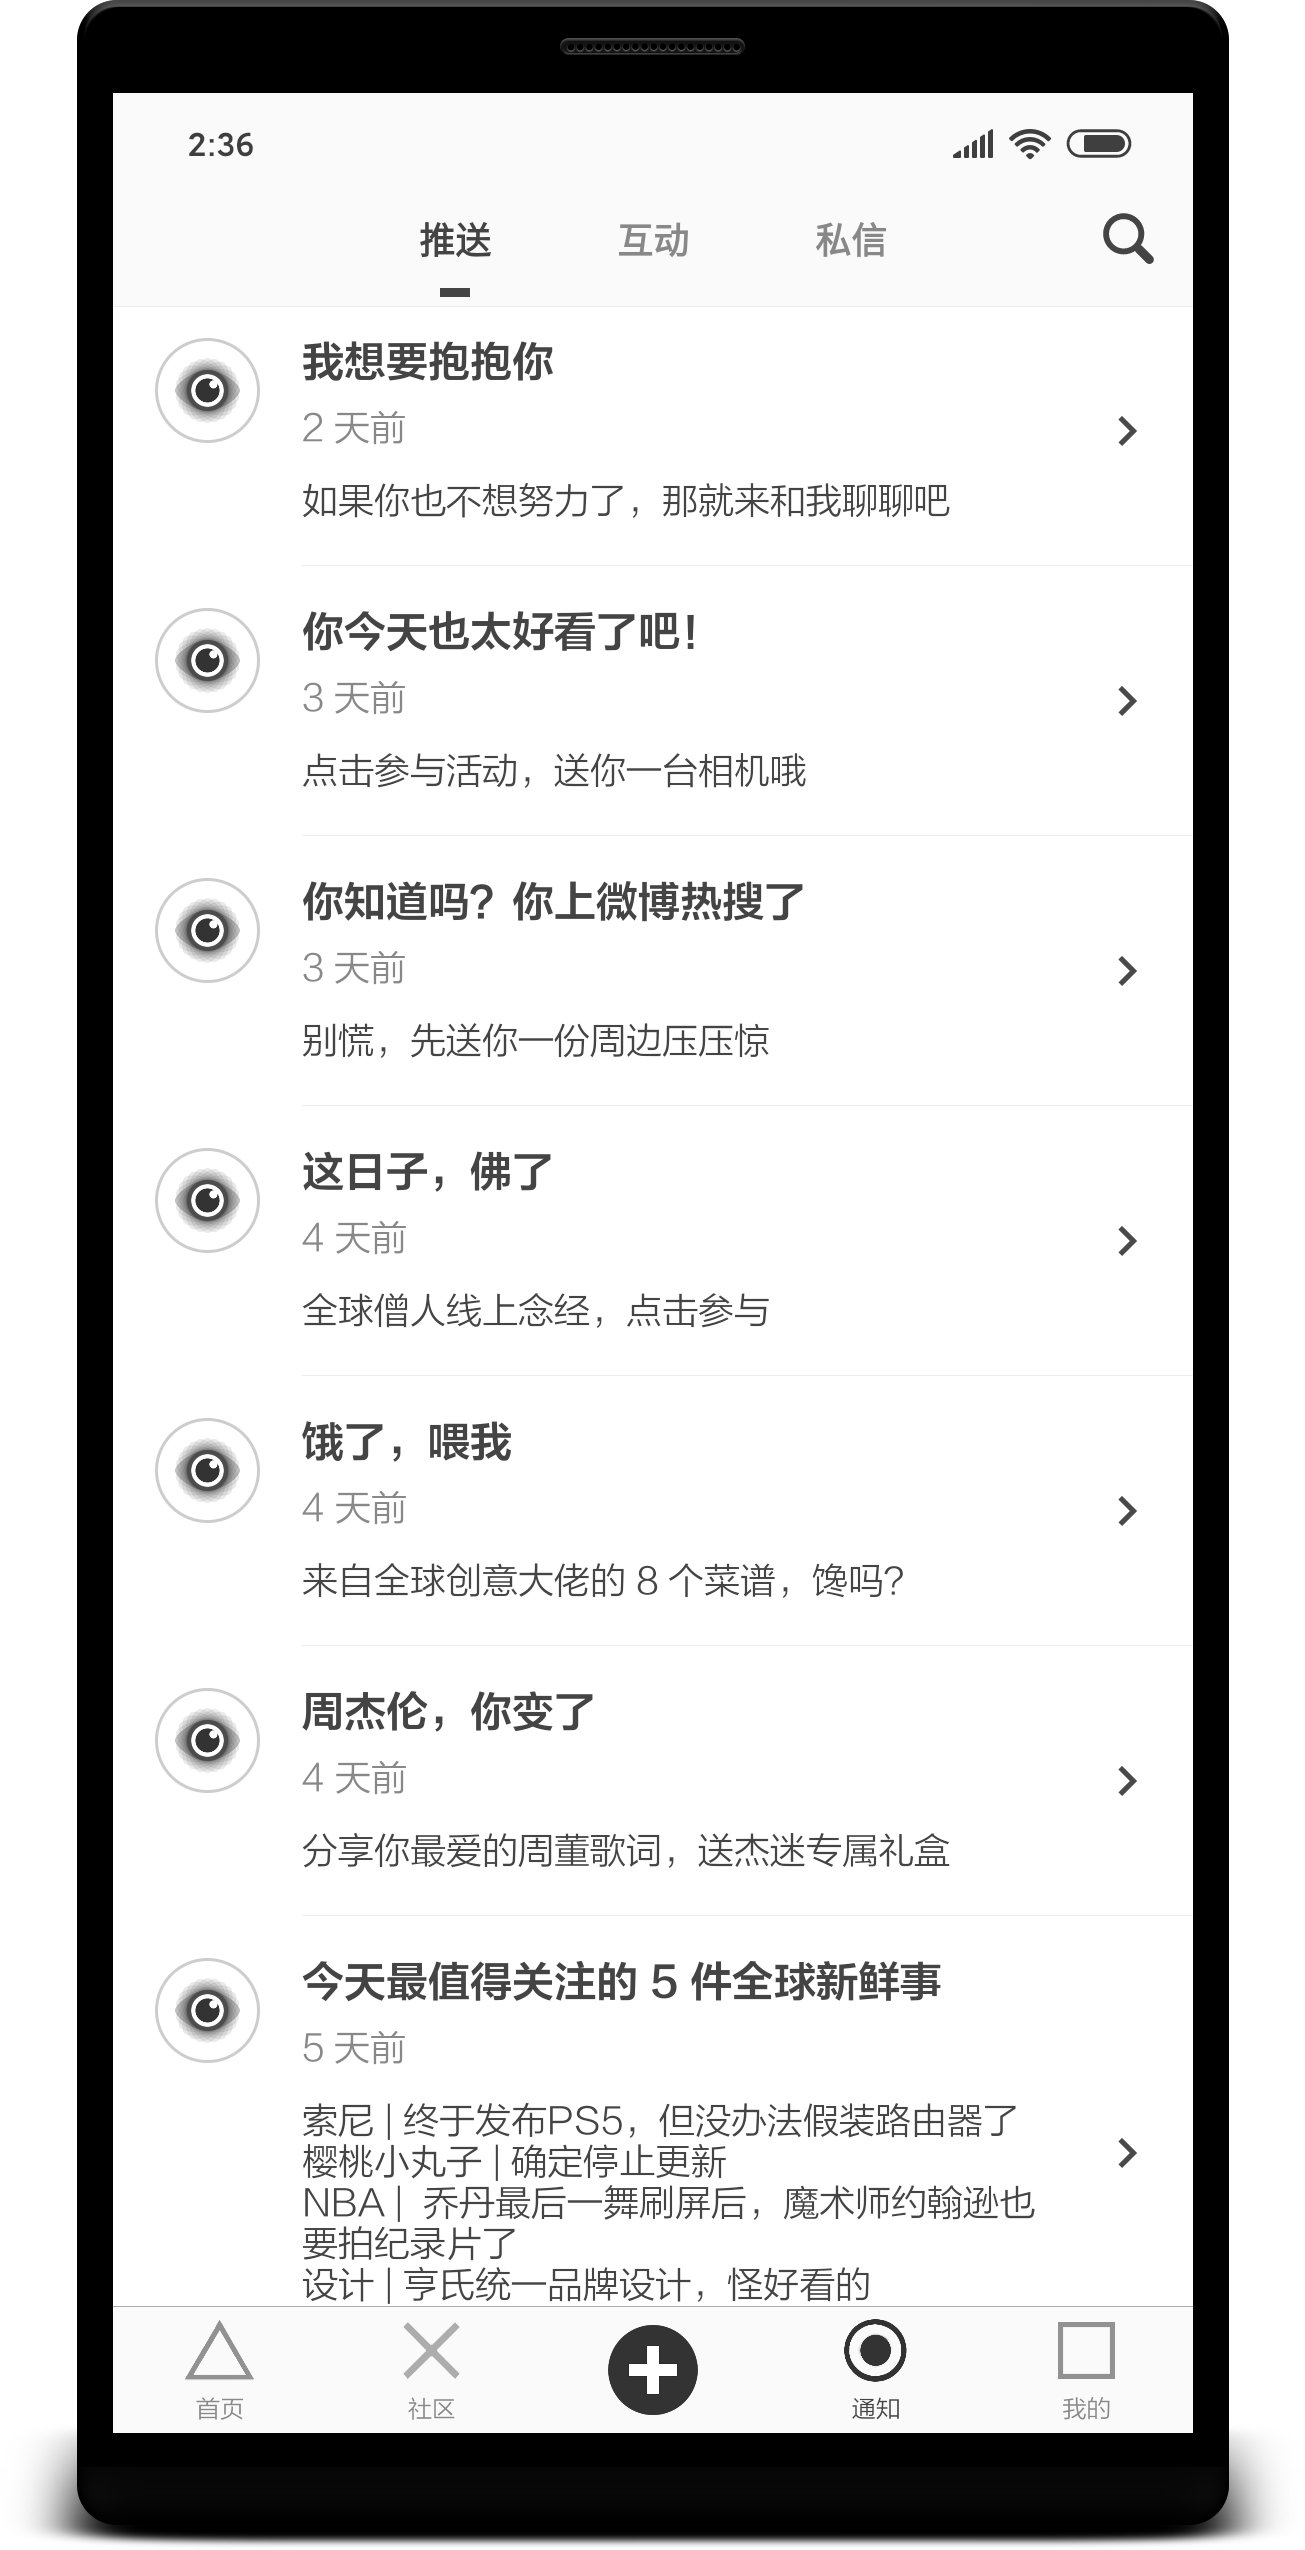 2:36
推送 互动 私信
我想要抱抱你
2 天前
如果你也不想努力了，那就来和我聊聊吧
你今天也太好看了吧！
3 天前
点击参与活动，送你一台相机哦
你知道吗？你上微博热搜了
3 天前
别慌，先送你一份周边压压惊
这日子，佛了
4 天前
全球僧人线上念经，点击参与
饿了，喂我
4 天前
来自全球创意大佬的 8 个菜谱，馋吗?
周杰伦，你变了
4 天前
分享你最爱的周董歌词，送杰迷专属礼盒
今天最值得关注的 5 件全球新鲜事
5 天前
索尼 | 终于发布PS5，但没办法假装路由器了
樱桃小丸子 | 确定停止更新
NBA | 乔丹最后一舞刷屏后，魔术师约翰逊也
要拍纪录片了
设计 | 亨氏统一品牌设计，怪好看的
首页 社区 通知 我的